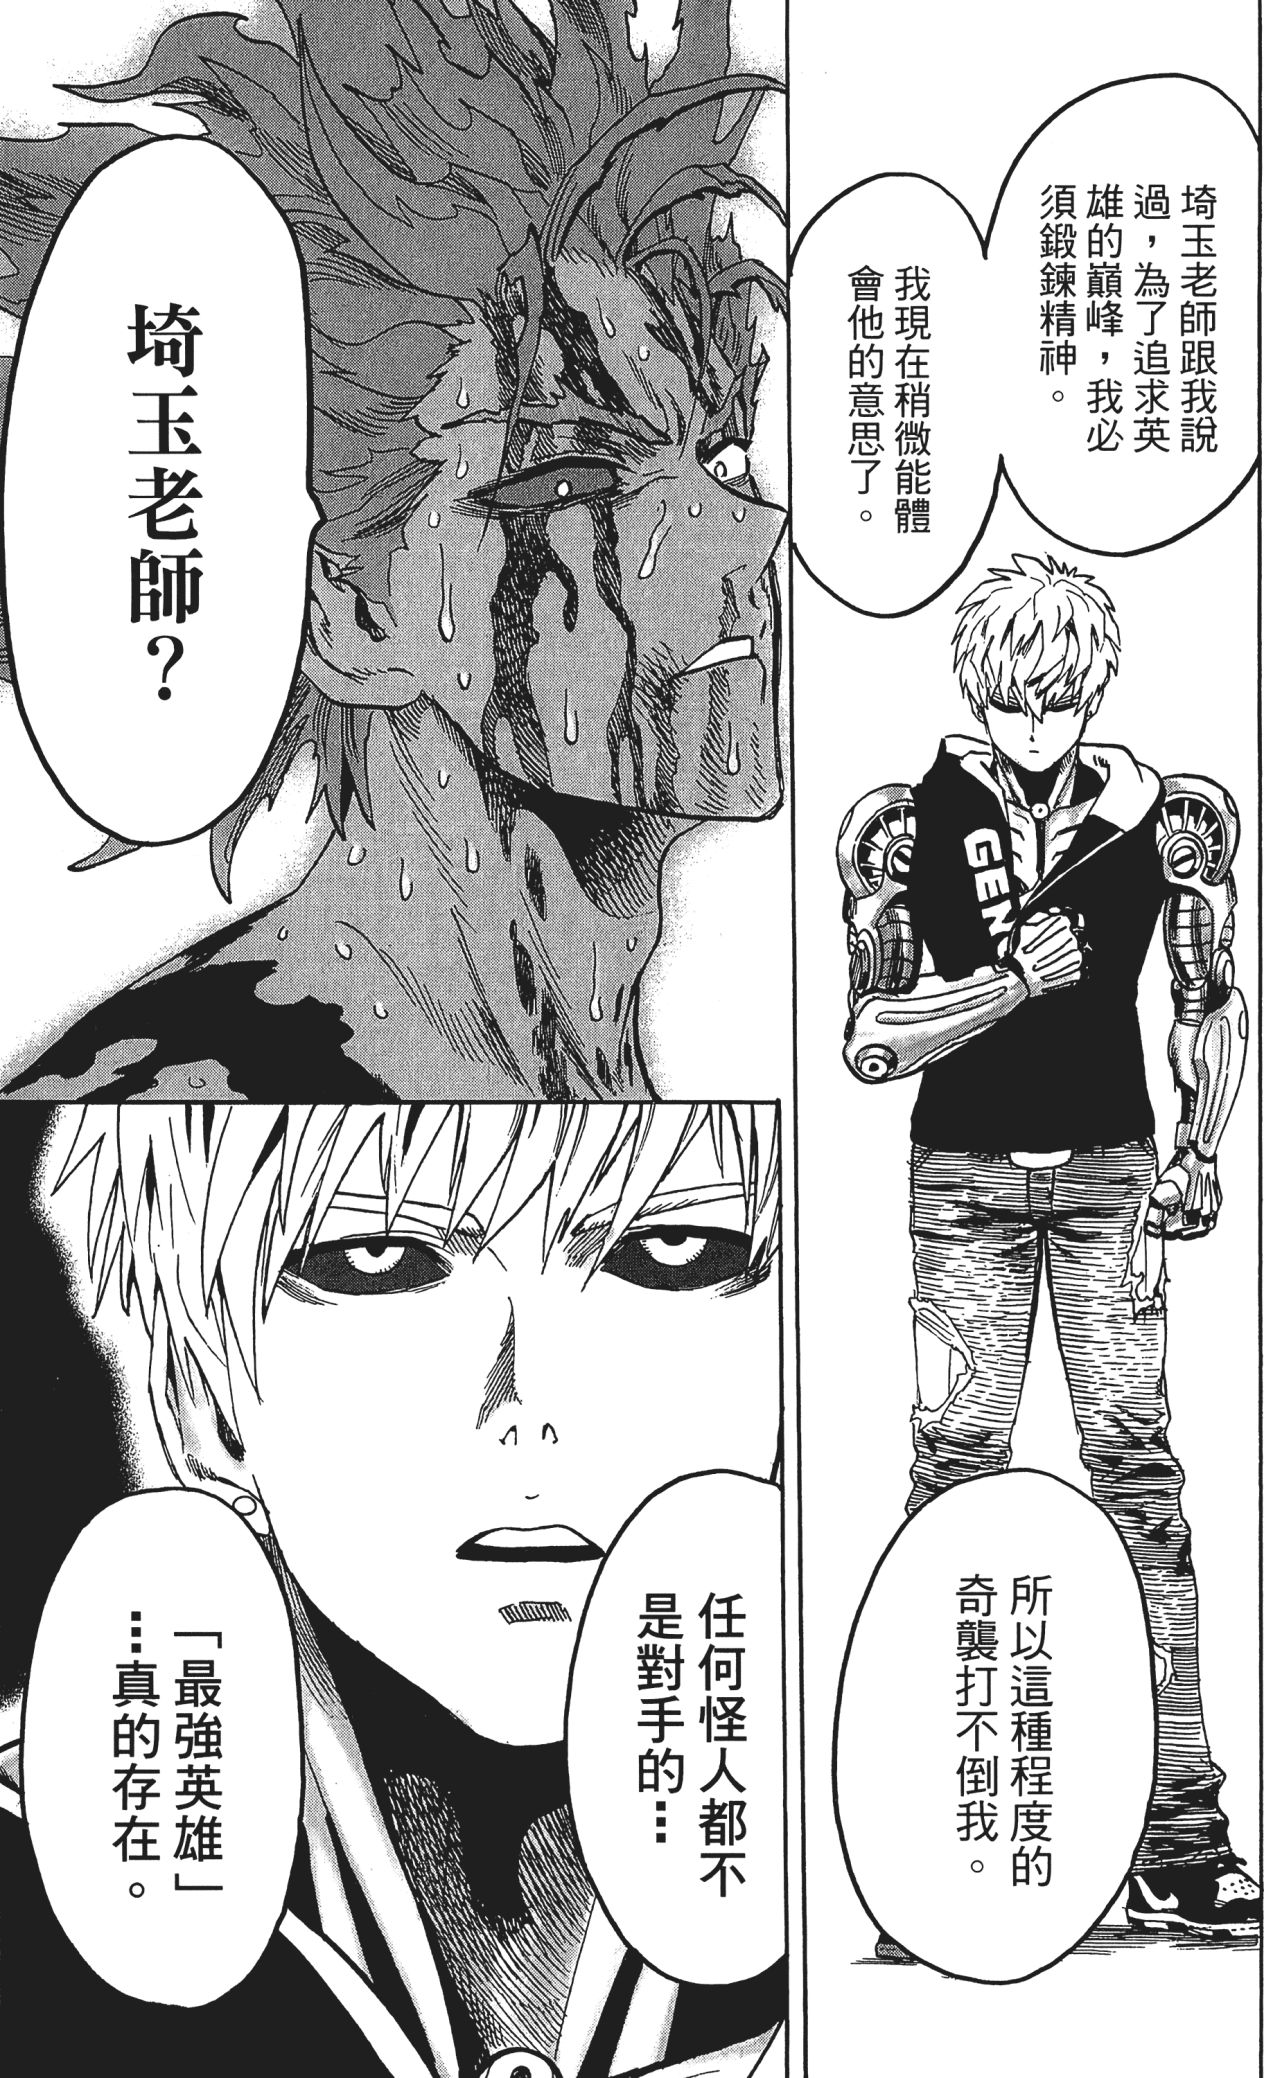 埼玉老師跟我說
過，為了追求英
雄的巔峰，我必
須鍛鍊精神。
我現在稍微能體
會他的意思了。
GEN
所以這種程度的
奇襲打不倒我。
埼玉老師？
任何怪人都不
是對手的…
「最強英雄」
…真的存在。